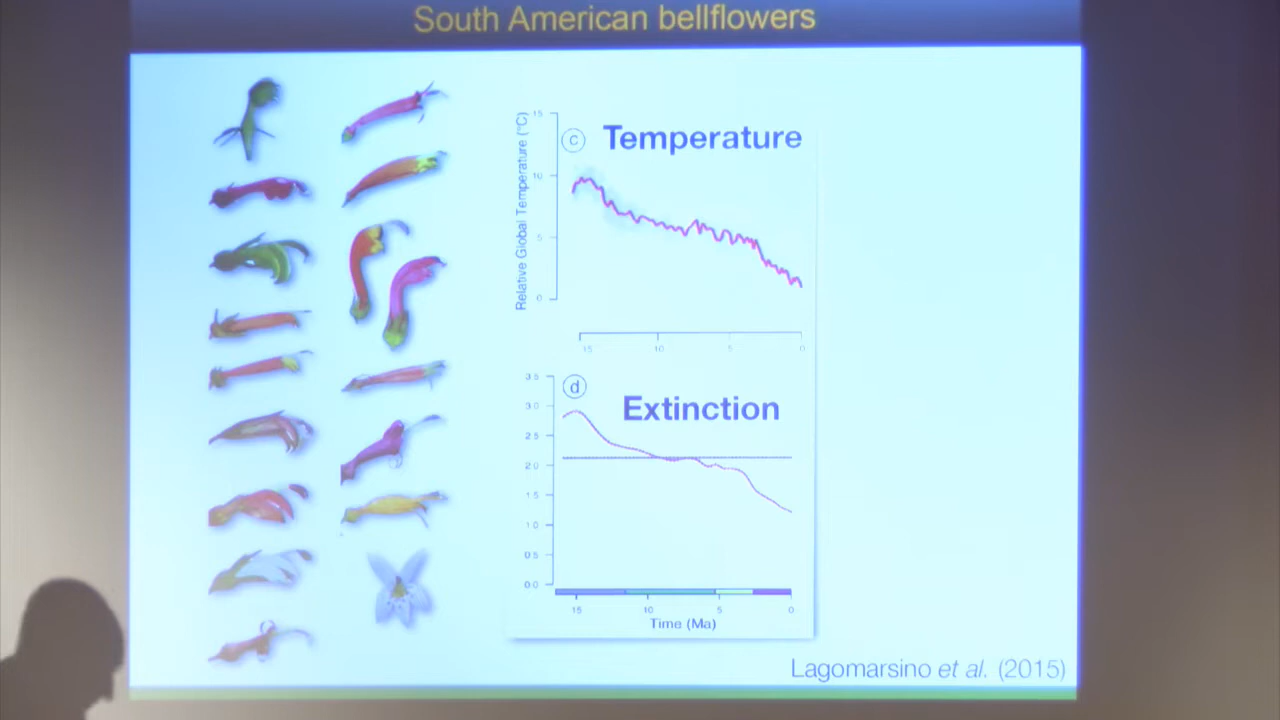 South American bellflowers
Relative Global Temperature (°C)
15
10
5
0
c
Temperature
15
10
5
0
3.5
3.0
2.5
2.0
1.5
1.0
0.5
0.0
d
Extinction
15
10
5
0
Time (Ma)
Lagomarsino et al. (2015)